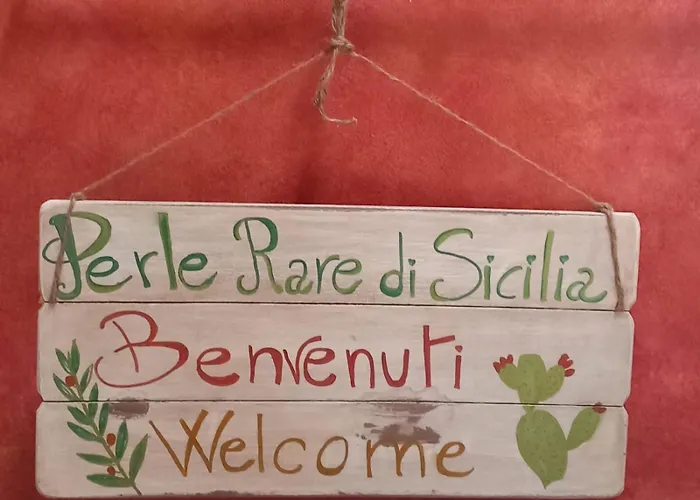 Perle Rare di Sicilia
Benvenuti
Welcome